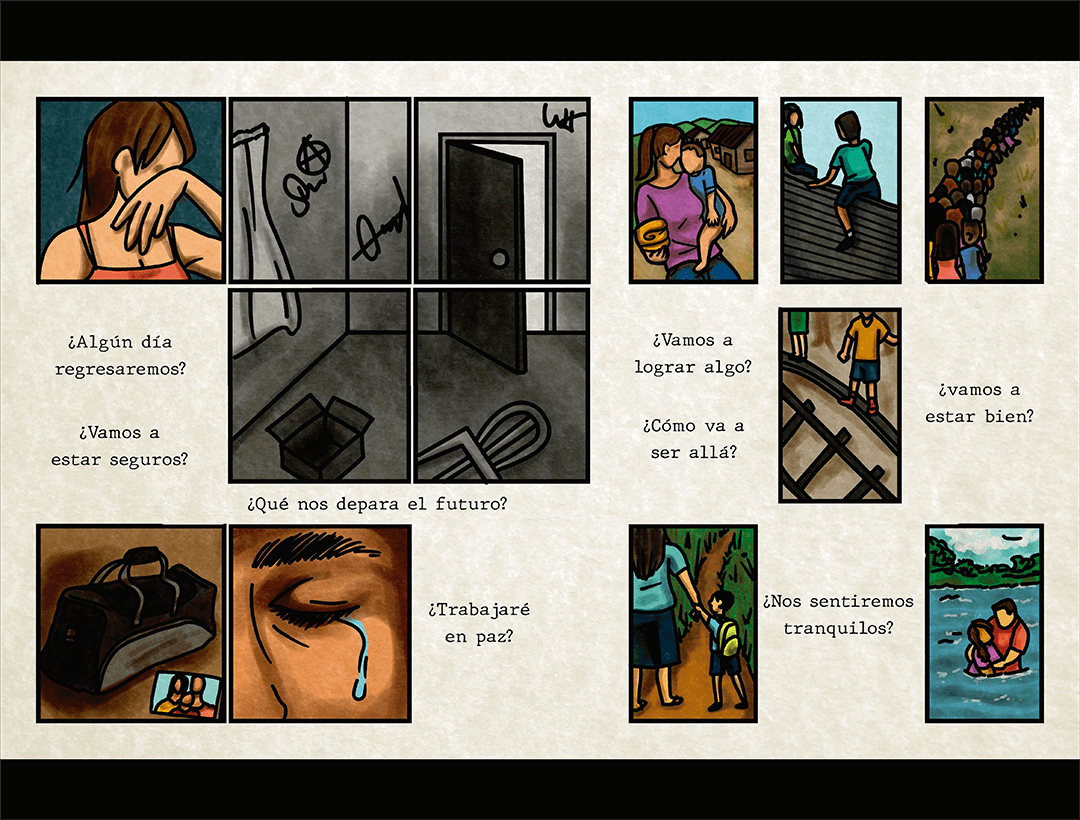 ¿Algún día
regresaremos?
¿Vamos a
estar seguros?
¿Qué nos depara el futuro?
¿Trabajaré
en paz?
¿Vamos a
lograr algo?
¿Cómo va a
ser allá?
¿vamos a
estar bien?
¿Nos sentiremos
tranquilos?